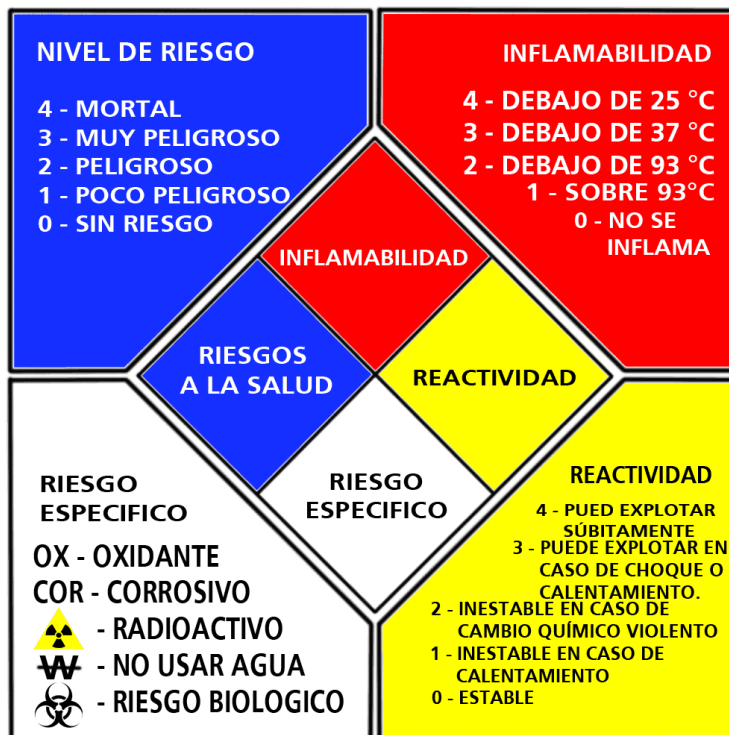 NIVEL DE RIESGO
4 - MORTAL
3 - MUY PELIGROSO
2 - PELIGROSO
1 - POCO PELIGROSO
0 - SIN RIESGO
INFLAMABILIDAD
4 - DEBAJO DE 25 °C
3 - DEBAJO DE 37 °C
2 - DEBAJO DE 93 °C
1 - SOBRE 93°C
0 - NO SE
INFLAMA
INFLAMABILIDAD
RIESGOS
A LA SALUD
REACTIVIDAD
RIESGO
ESPECIFICO
RIESGO
ESPECIFICO
OX - OXIDANTE
COR - CORROSIVO
- RADIOACTIVO
W - NO USAR AGUA
- RIESGO BIOLOGICO
REACTIVIDAD
4 - PUED EXPLOTAR
SÚBITAMENTE
3 - PUEDE EXPLOTAR EN
CASO DE CHOQUE O
CALENTAMIENTO.
2 - INESTABLE EN CASO DE
CAMBIO QUÍMICO VIOLENTO
1 - INESTABLE EN CASO DE
CALENTAMIENTO
0 - ESTABLE